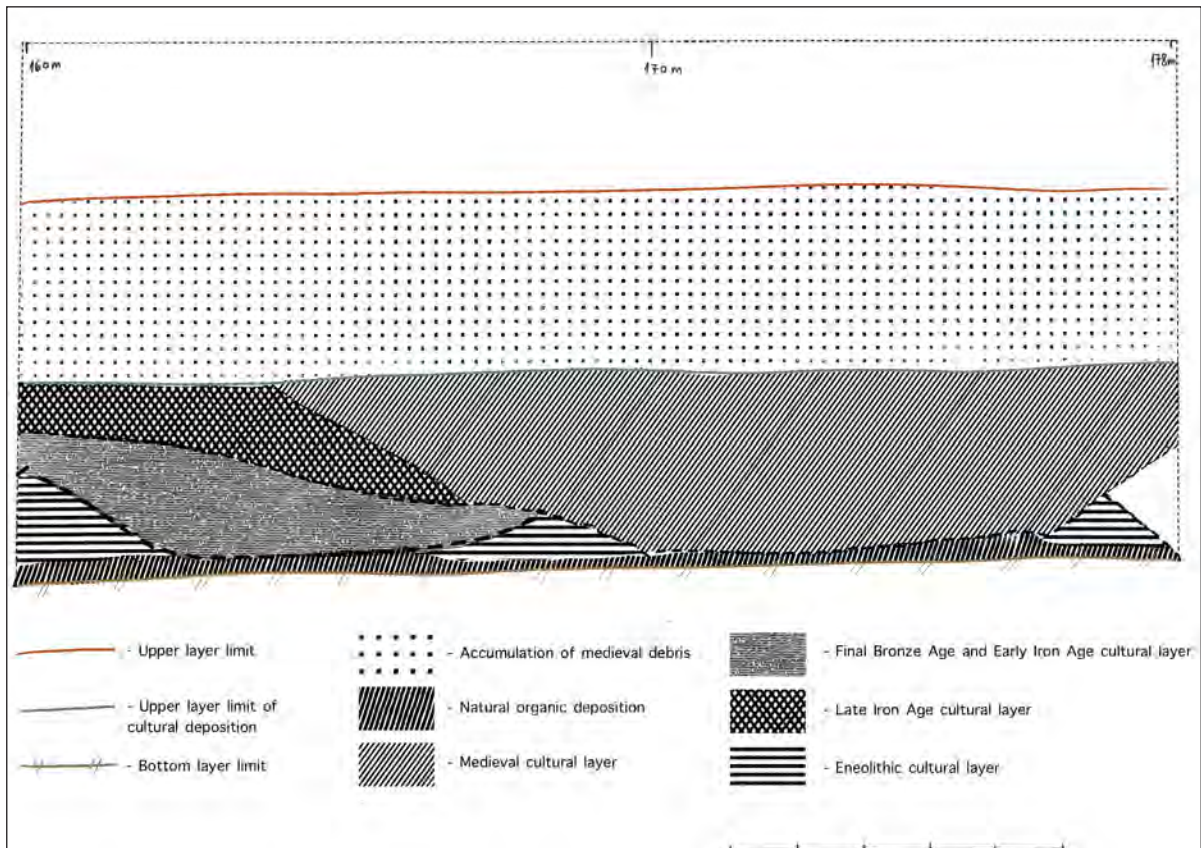 160m
170m
178m
- Upper layer limit
- Accumulation of medieval debris
- Final Bronze Age and Early Iron Age cultural layer
- Upper layer limit of
cultural deposition
- Natural organic deposition
- Late Iron Age cultural layer
- Bottom layer limit
- Medieval cultural layer
- Eneolithic cultural layer